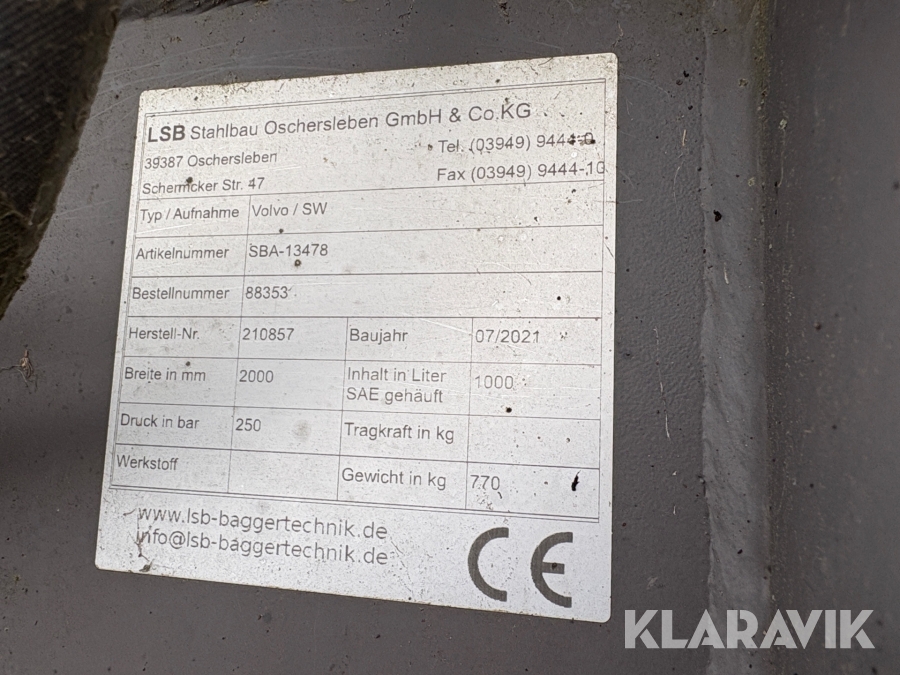 LSB Stahlbau Oschersleben GmbH & Co.KG
39387 Oschersleben Tel. (03949) 9444-0
Schermcker Str. 47 Fax (03949) 9444-10
Typ / Aufnahme Volvo / SW
Artikelnummer SBA-13478
Bestellnummer 88353
Herstell-Nr. 210857 Baujahr 07/2021
Breite in mm 2000 Inhalt in Liter 1000
SAE gehäuft
Druck in bar 250 Tragkraft in kg
Werkstoff Gewicht in kg 770
www.lsb-baggertechnik.de
info@lsb-baggertechnik.de
CE
KLARAVIK